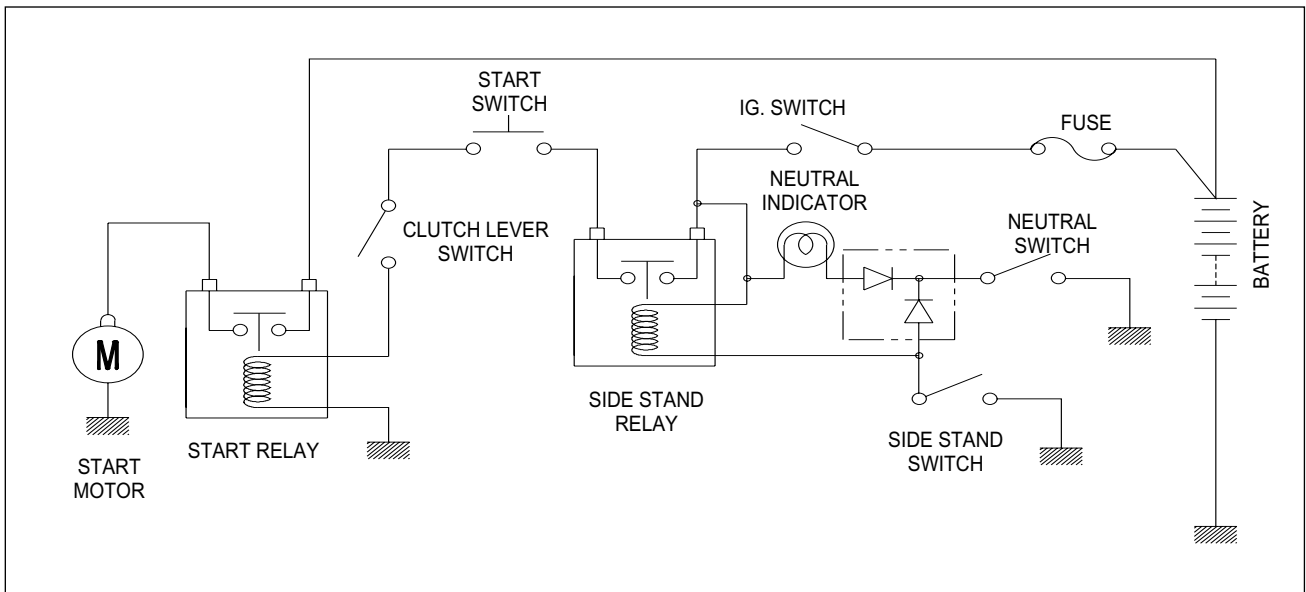 START
SWITCH
IG. SWITCH
FUSE
NEUTRAL
INDICATOR
CLUTCH LEVER
SWITCH
NEUTRAL
SWITCH
BATTERY
M
SIDE STAND
RELAY
START RELAY
SIDE STAND
SWITCH
START
MOTOR